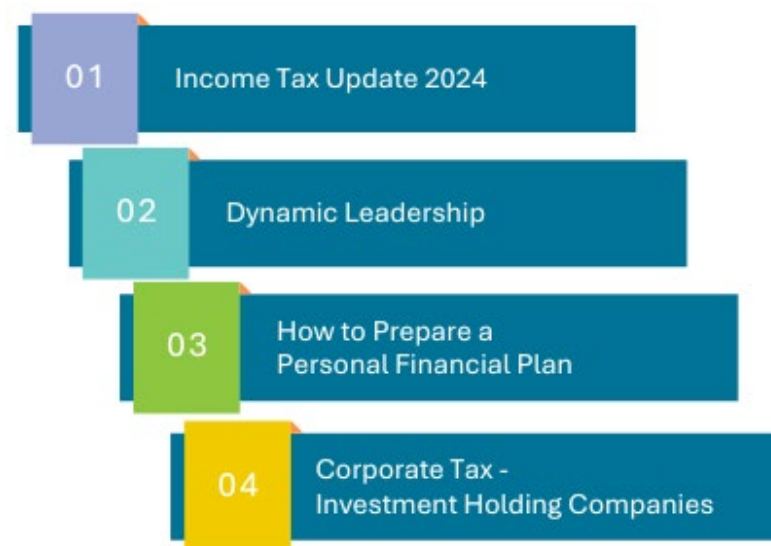 01
Income Tax Update 2024
02
Dynamic Leadership
03
How to Prepare a
Personal Financial Plan
04
Corporate Tax -
Investment Holding Companies